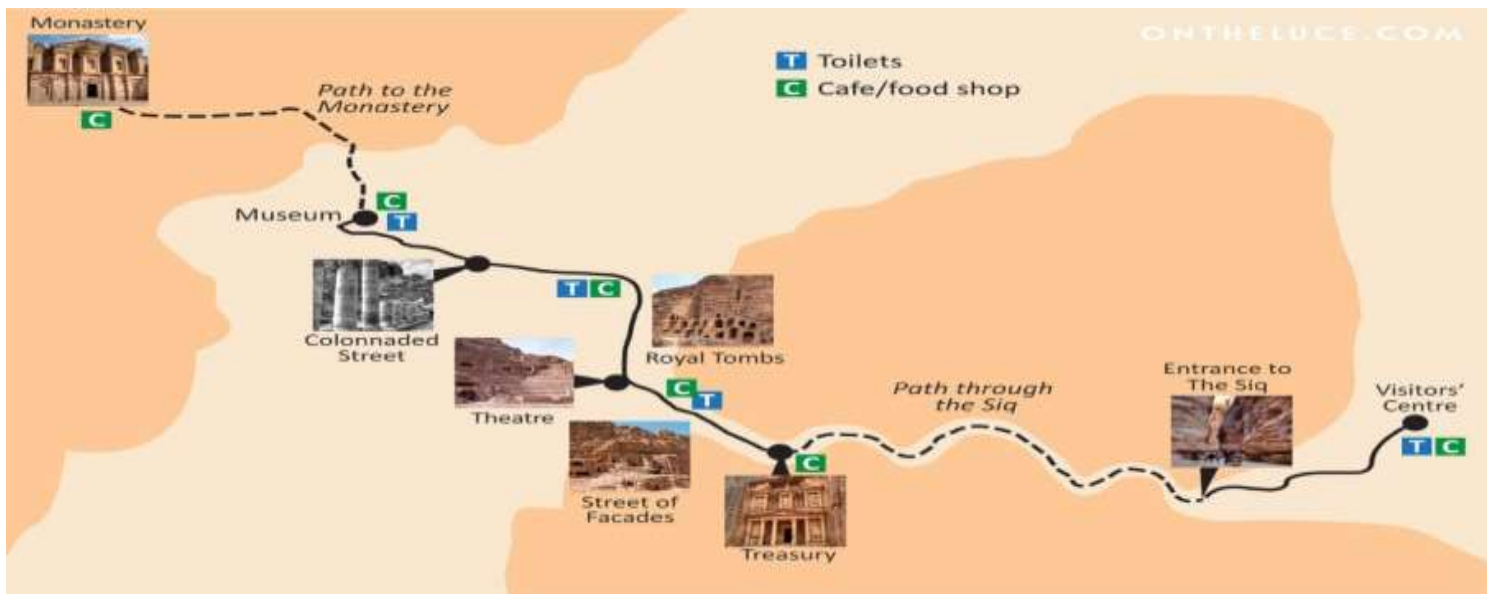 Monastery
ONTHELUCE.COM
T Toilets
C Cafe/food shop
Path to the
Monastery
C
C
Museum
T
T C
Colonnaded
Street
Royal Tombs
Theatre
C
T
Path through
the Siq
Entrance to
The Siq
Visitors'
Centre
T C
C
Street of
Facades
Treasury